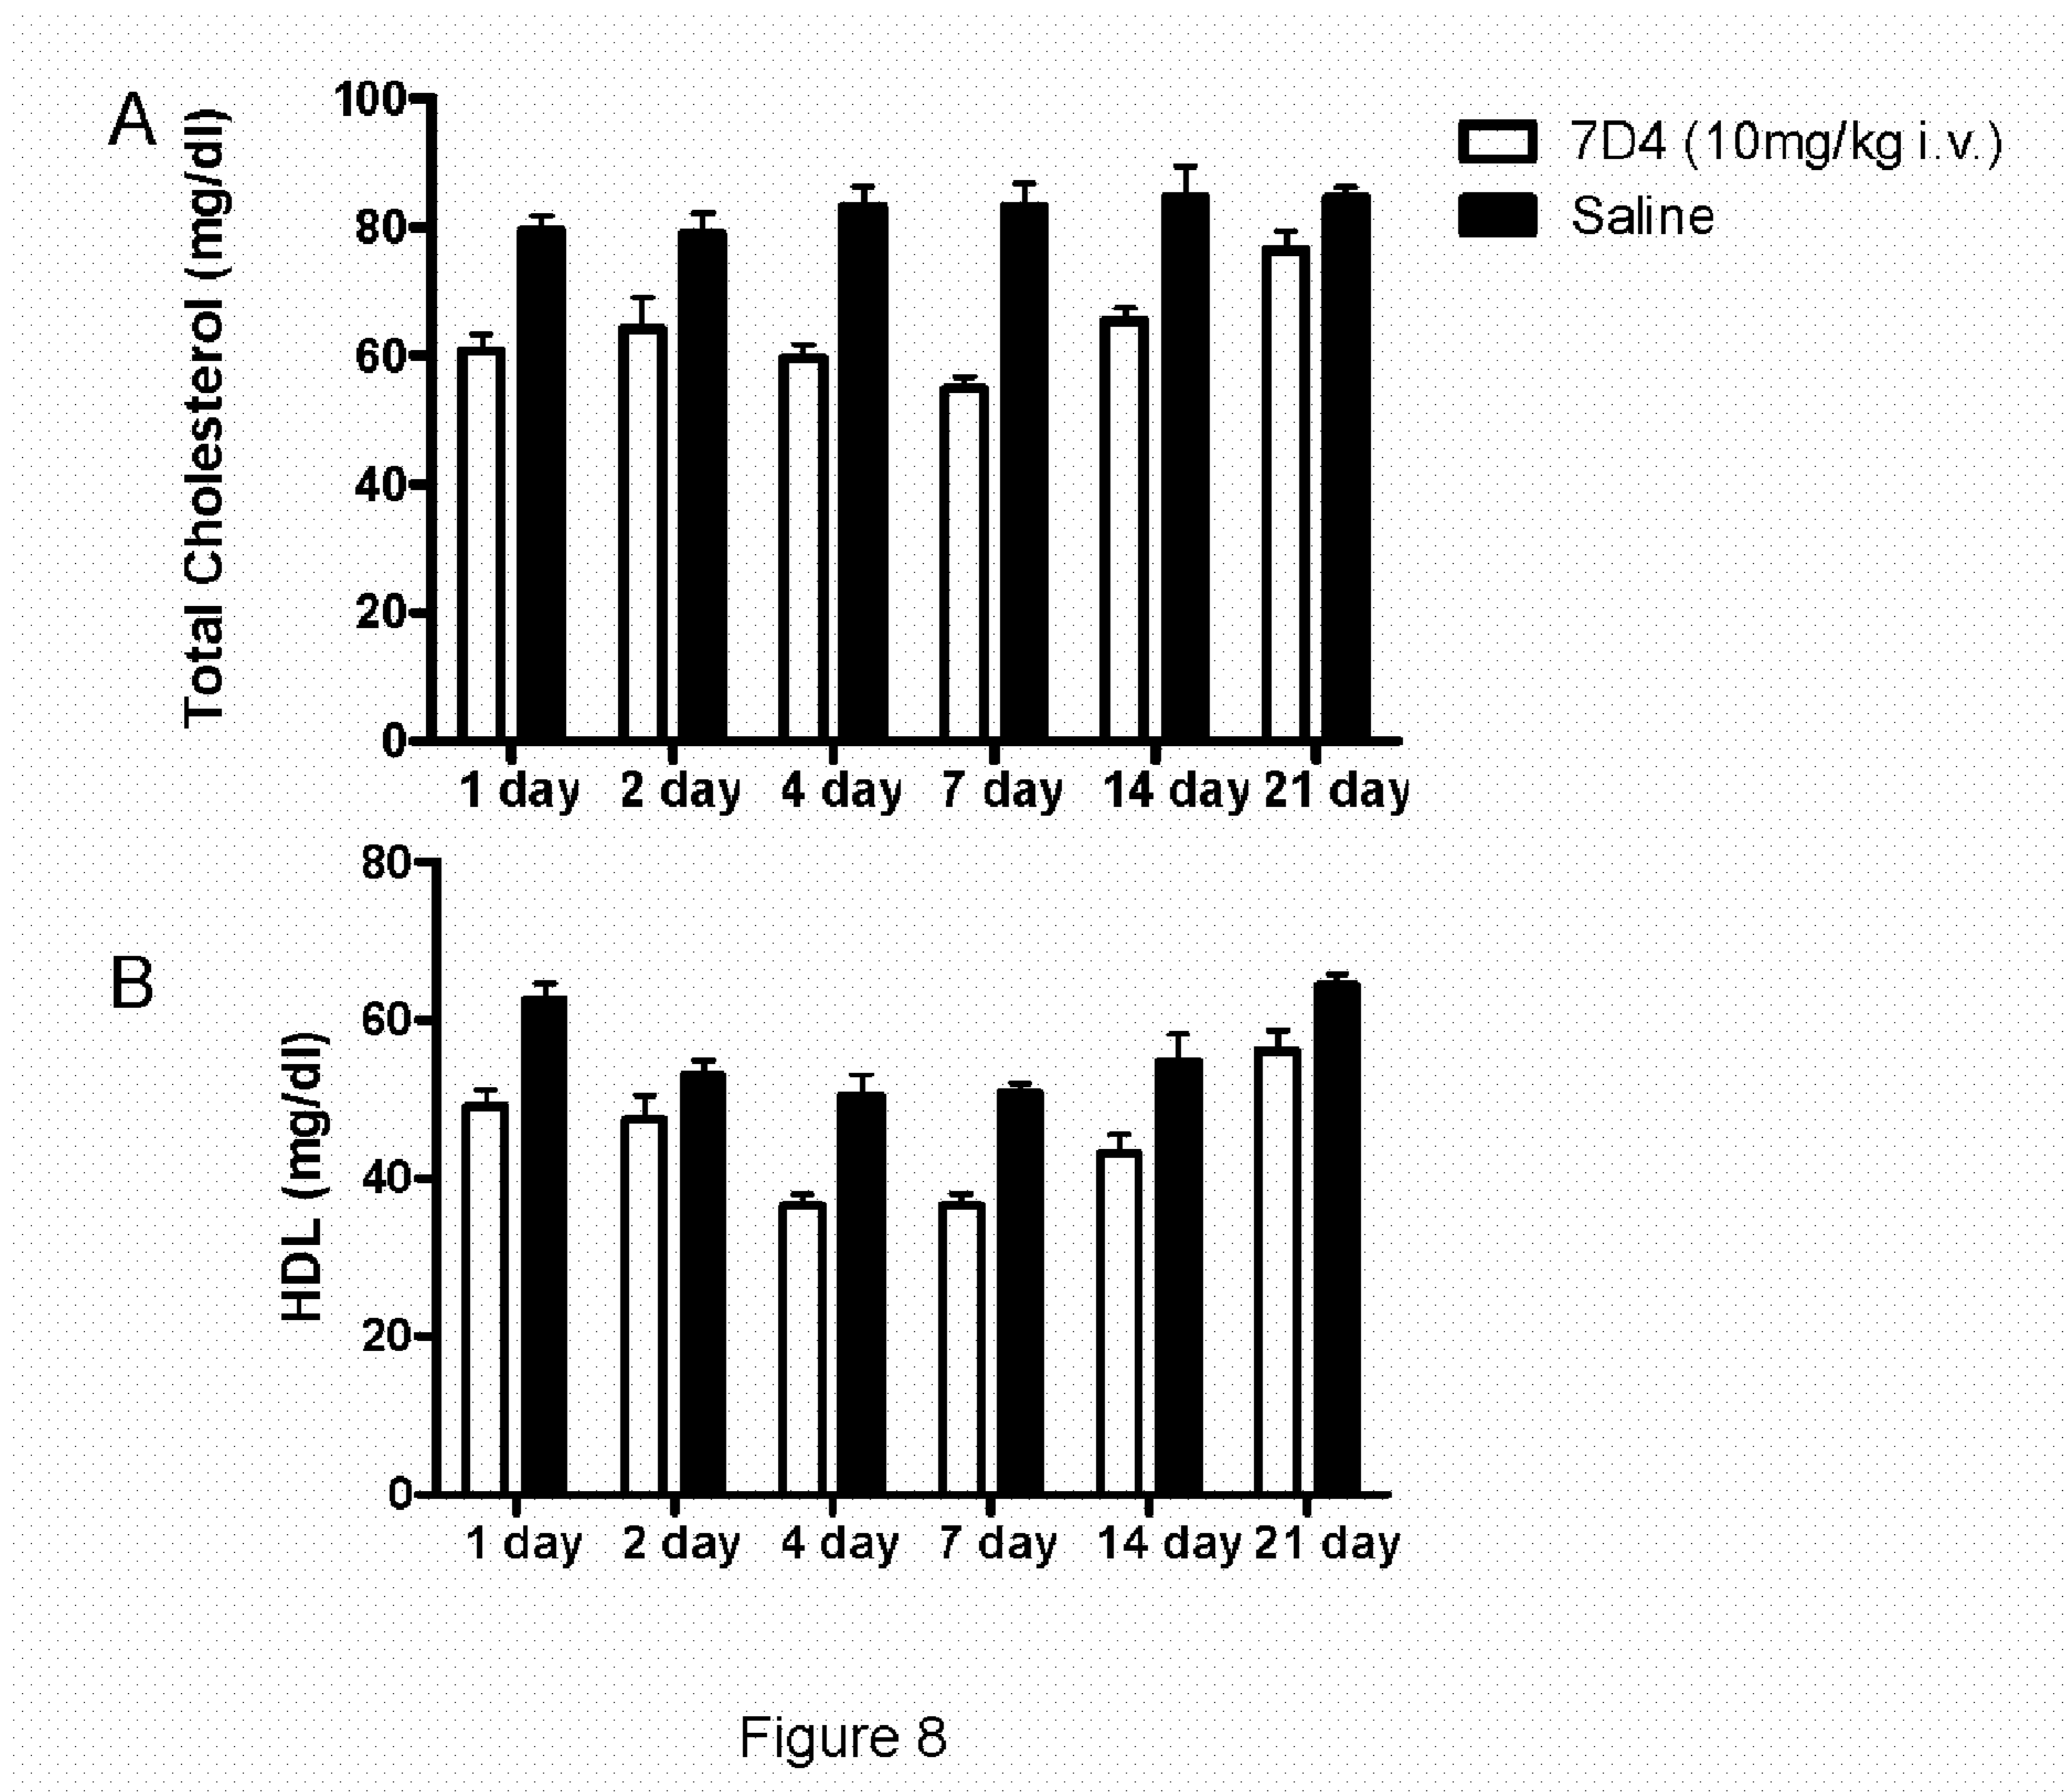 A
Total Cholesterol (mg/dl)
100
80
60
40
20
0
1 day 2 day 4 day 7 day 14 day 21 day
7D4 (10mg/kg i.v.)
Saline
B
HDL (mg/dl)
80
60
40
20
0
1 day 2 day 4 day 7 day 14 day 21 day
Figure 8